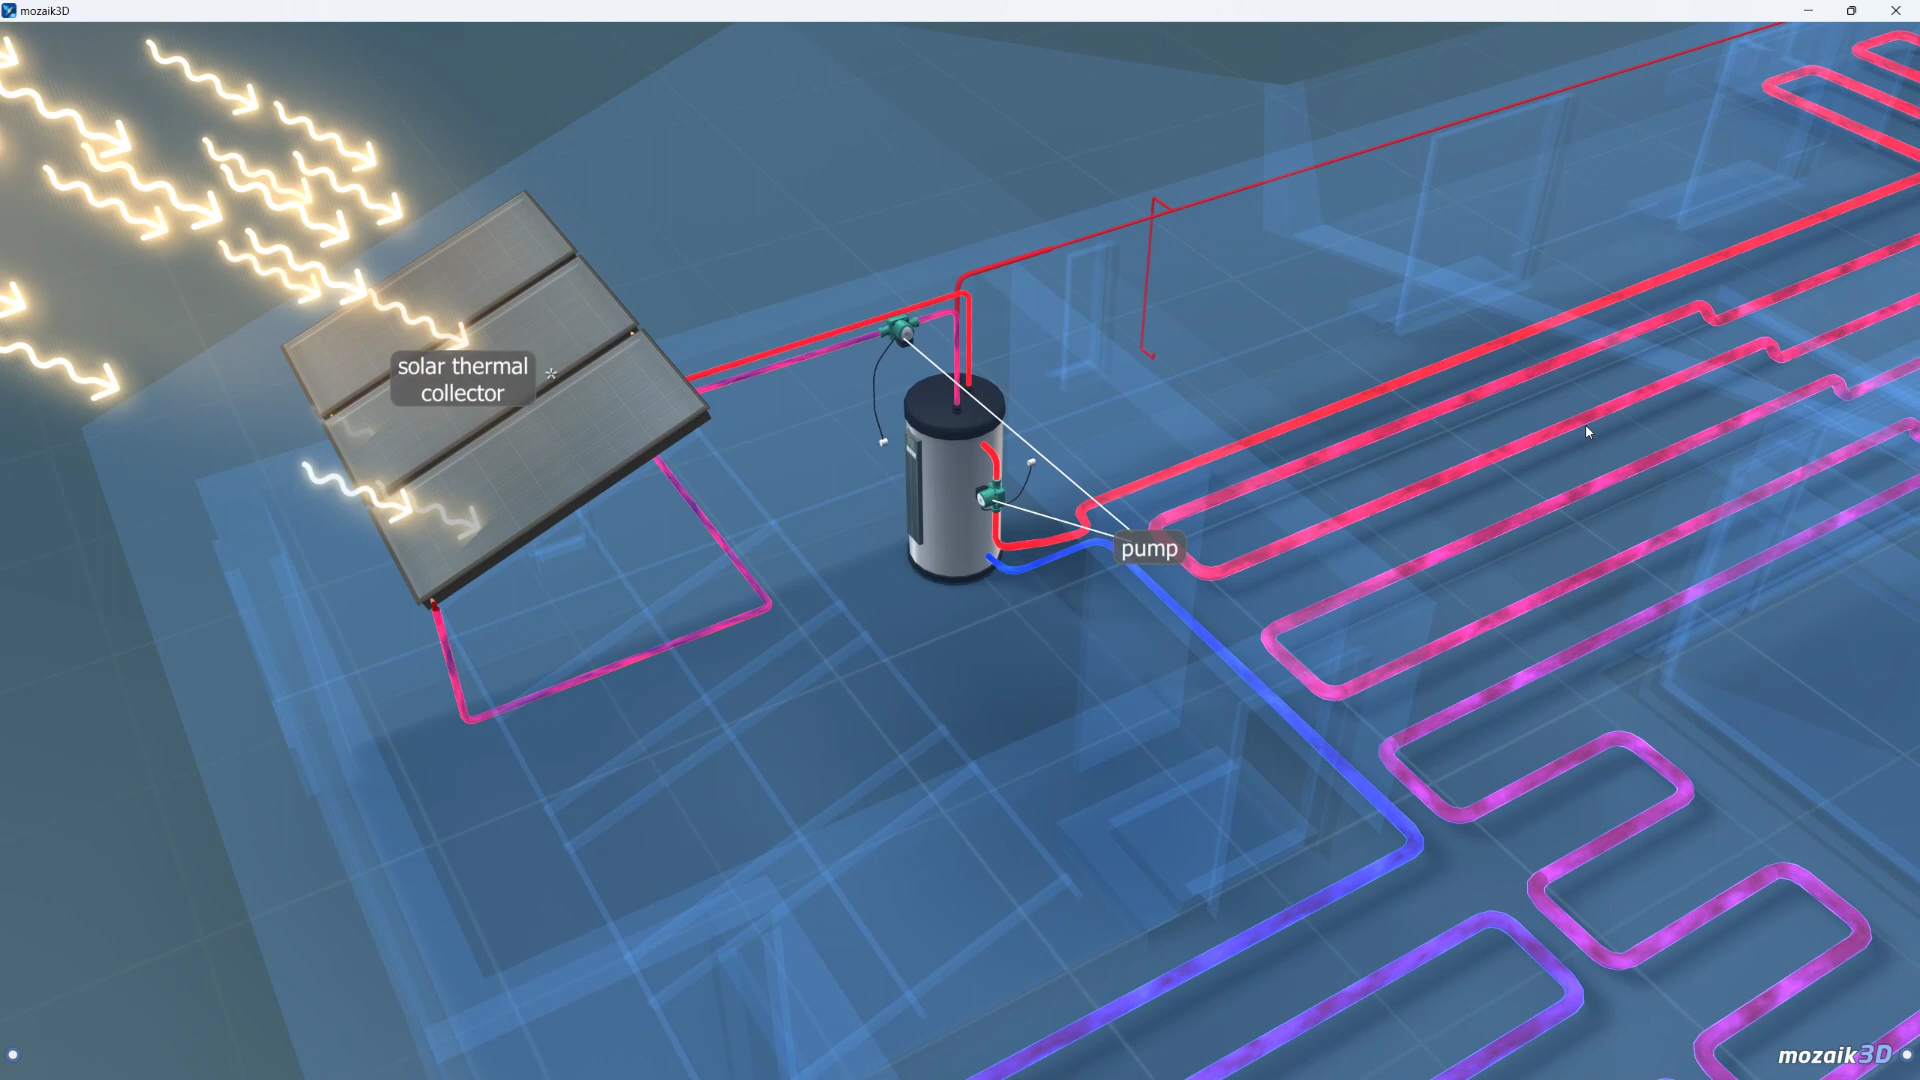 mozaik3D
solar thermal
collector
pump
mozaik3D